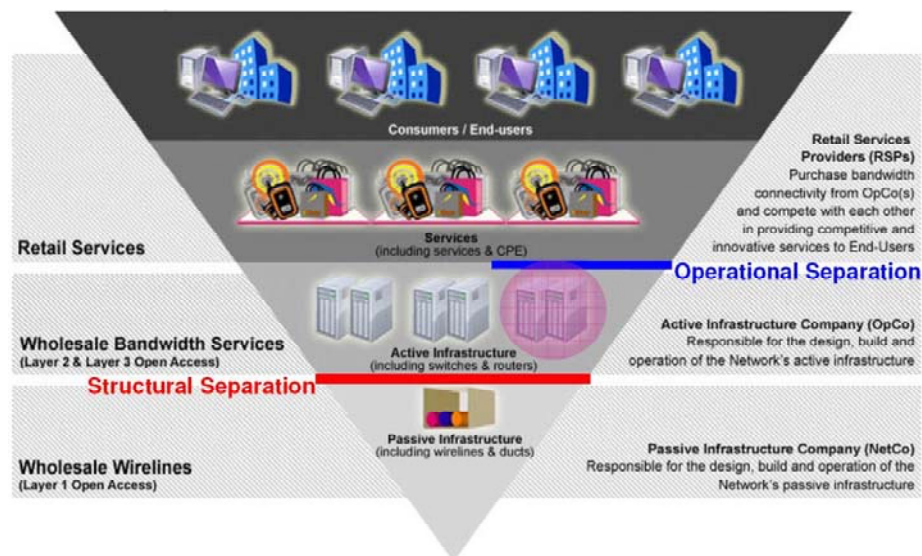 Consumers / End-users
Retail Services
Providers (RSPs)
Purchase bandwidth
connectivity from OpCo(s)
and compete with each other
in providing competitive and
innovative services to End-Users
Services
(including services & CPE)
Retail Services
Operational Separation
Wholesale Bandwidth Services
(Layer 2 & Layer 3 Open Access)
Active Infrastructure
(including switches & routers)
Active Infrastructure Company (OpCo)
Responsible for the design, build and
operation of the Network's active infrastructure
Structural Separation
Passive Infrastructure
(including wirelines & ducts)
Wholesale Wirelines
(Layer 1 Open Access)
Passive Infrastructure Company (NetCo)
Responsible for the design, build and operation of the
Network's passive infrastructure